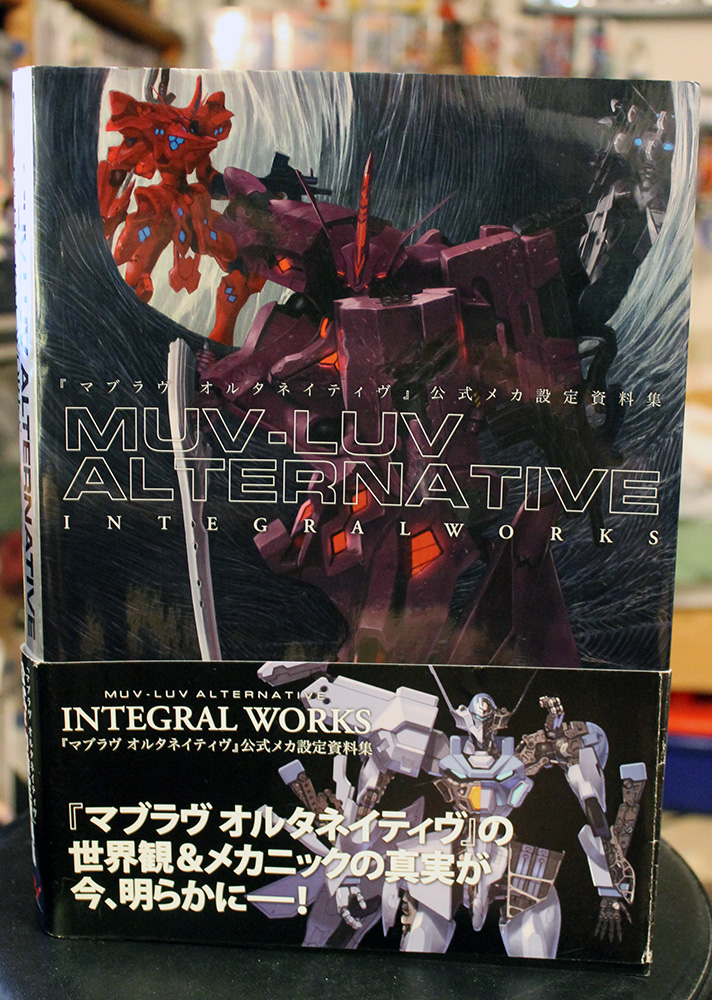 『マブラヴ オルタネイティヴ』公式メカ設定資料集
MUV-LUV
ALTERNATIVE
INTEGRAL WORKS
MUV-LUV ALTERNATIVE
INTEGRAL WORKS
『マブラヴ オルタネイティヴ』公式メカ設定資料集
『マブラヴ オルタネイティヴ』の
世界観&メカニックの真実が
今、明らかに──!
ALTERNATIVE